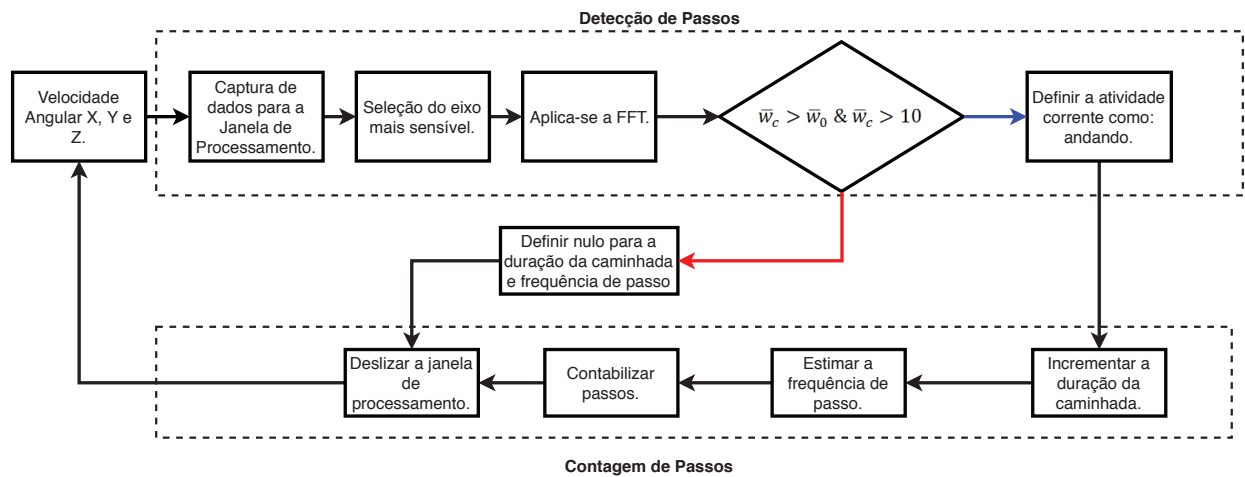 Detecção de Passos
Velocidade
Angular X, Y e
Z.
Captura de
dados para a
Janela de
Processamento.
Seleção do eixo
mais sensível.
Aplica-se a FFT.
w̅c > w̅0 & w̅c > 10
Definir a atividade
corrente como:
andando.
Definir nulo para a
duração da caminhada
e frequência de passo
Deslizar a janela
de
processamento.
Contabilizar
passos.
Estimar a
frequência de
passo.
Incrementar a
duração da
caminhada.
Contagem de Passos